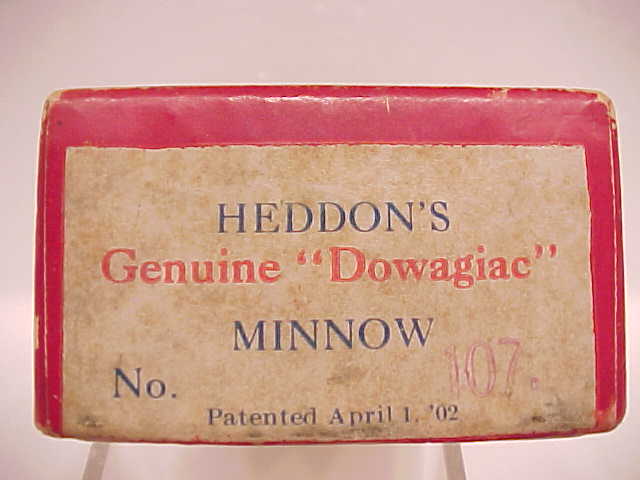 HEDDON'S
Genuine "Dowagiac"
MINNOW
No. 107.
Patented April 1, '02